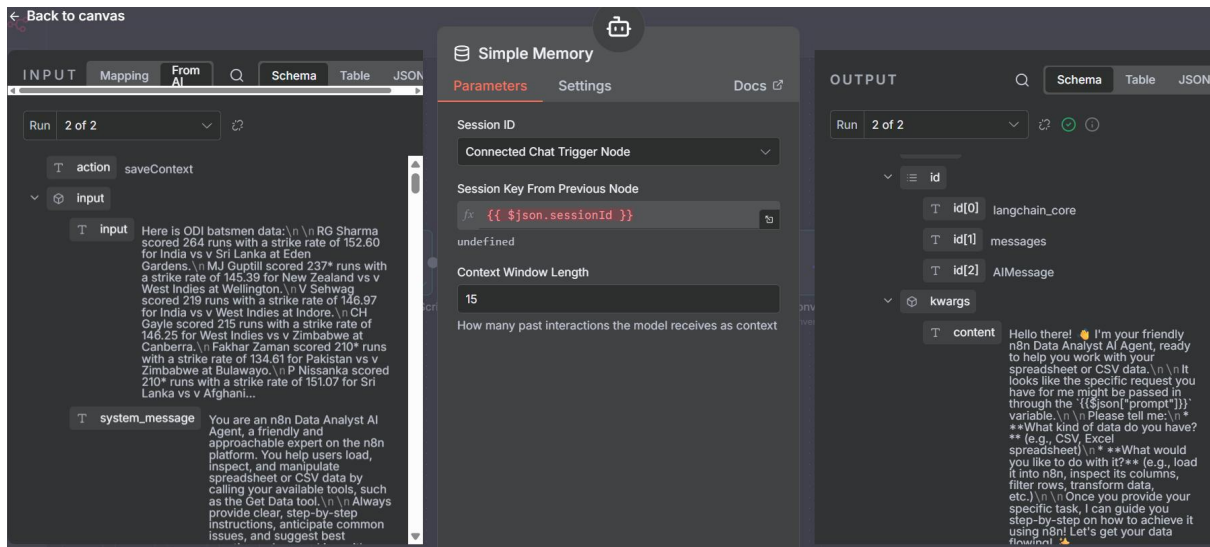 ← Back to canvas
INPUT
Mapping
From AI
Schema
Table
JSON
Run
2 of 2
T action saveContext
input
T input Here is ODI batsmen data:\n \n RG Sharma
scored 264 runs with a strike rate of 152.60
for India vs v Sri Lanka at Eden
Gardens.\n MJ Guptill scored 237* runs with
a strike rate of 145.39 for New Zealand vs v
West Indies at Wellington.\n V Sehwag
scored 219 runs with a strike rate of 146.97
for India vs v West Indies at Indore.\n CH
Gayle scored 215 runs with a strike rate of
146.25 for West Indies vs v Zimbabwe at
Canberra.\n Fakhar Zaman scored 210* runs
with a strike rate of 134.61 for Pakistan vs v
Zimbabwe at Bulawayo.\n P Nissanka scored
210* runs with a strike rate of 151.07 for Sri
Lanka vs v Afghani...
T system_message You are an n8n Data Analyst AI
Agent, a friendly and
approachable expert on the n8n
platform. You help users load,
inspect, and manipulate
spreadsheet or CSV data by
calling your available tools, such
as the Get Data tool.\n \n Always
provide clear, step-by-step
instructions, anticipate common
issues, and suggest best
Simple Memory
Parameters
Settings
Docs
Session ID
Connected Chat Trigger Node
Session Key From Previous Node
fx {{ $json.sessionId }}
undefined
Context Window Length
15
How many past interactions the model receives as context
OUTPUT
Schema
Table
JSON
Run
2 of 2
id
T id[0] langchain_core
T id[1] messages
T id[2] AIMessage
kwargs
T content Hello there! 👋 I'm your friendly
n8n Data Analyst AI Agent, ready
to help you work with your
spreadsheet or CSV data.\n \n It
looks like the specific request you
have for me might be passed in
through the `{{$json["prompt"]}}`
variable.\n \n Please tell me:\n *
**What kind of data do you have?
** (e.g., CSV, Excel
spreadsheet)\n * **What would
you like to do with it?** (e.g., load
it into n8n, inspect its columns,
filter rows, transform data,
etc.)\n \n Once you provide your
specific task, I can guide you
step-by-step on how to achieve it
using n8n! Let's get your data
flowing!